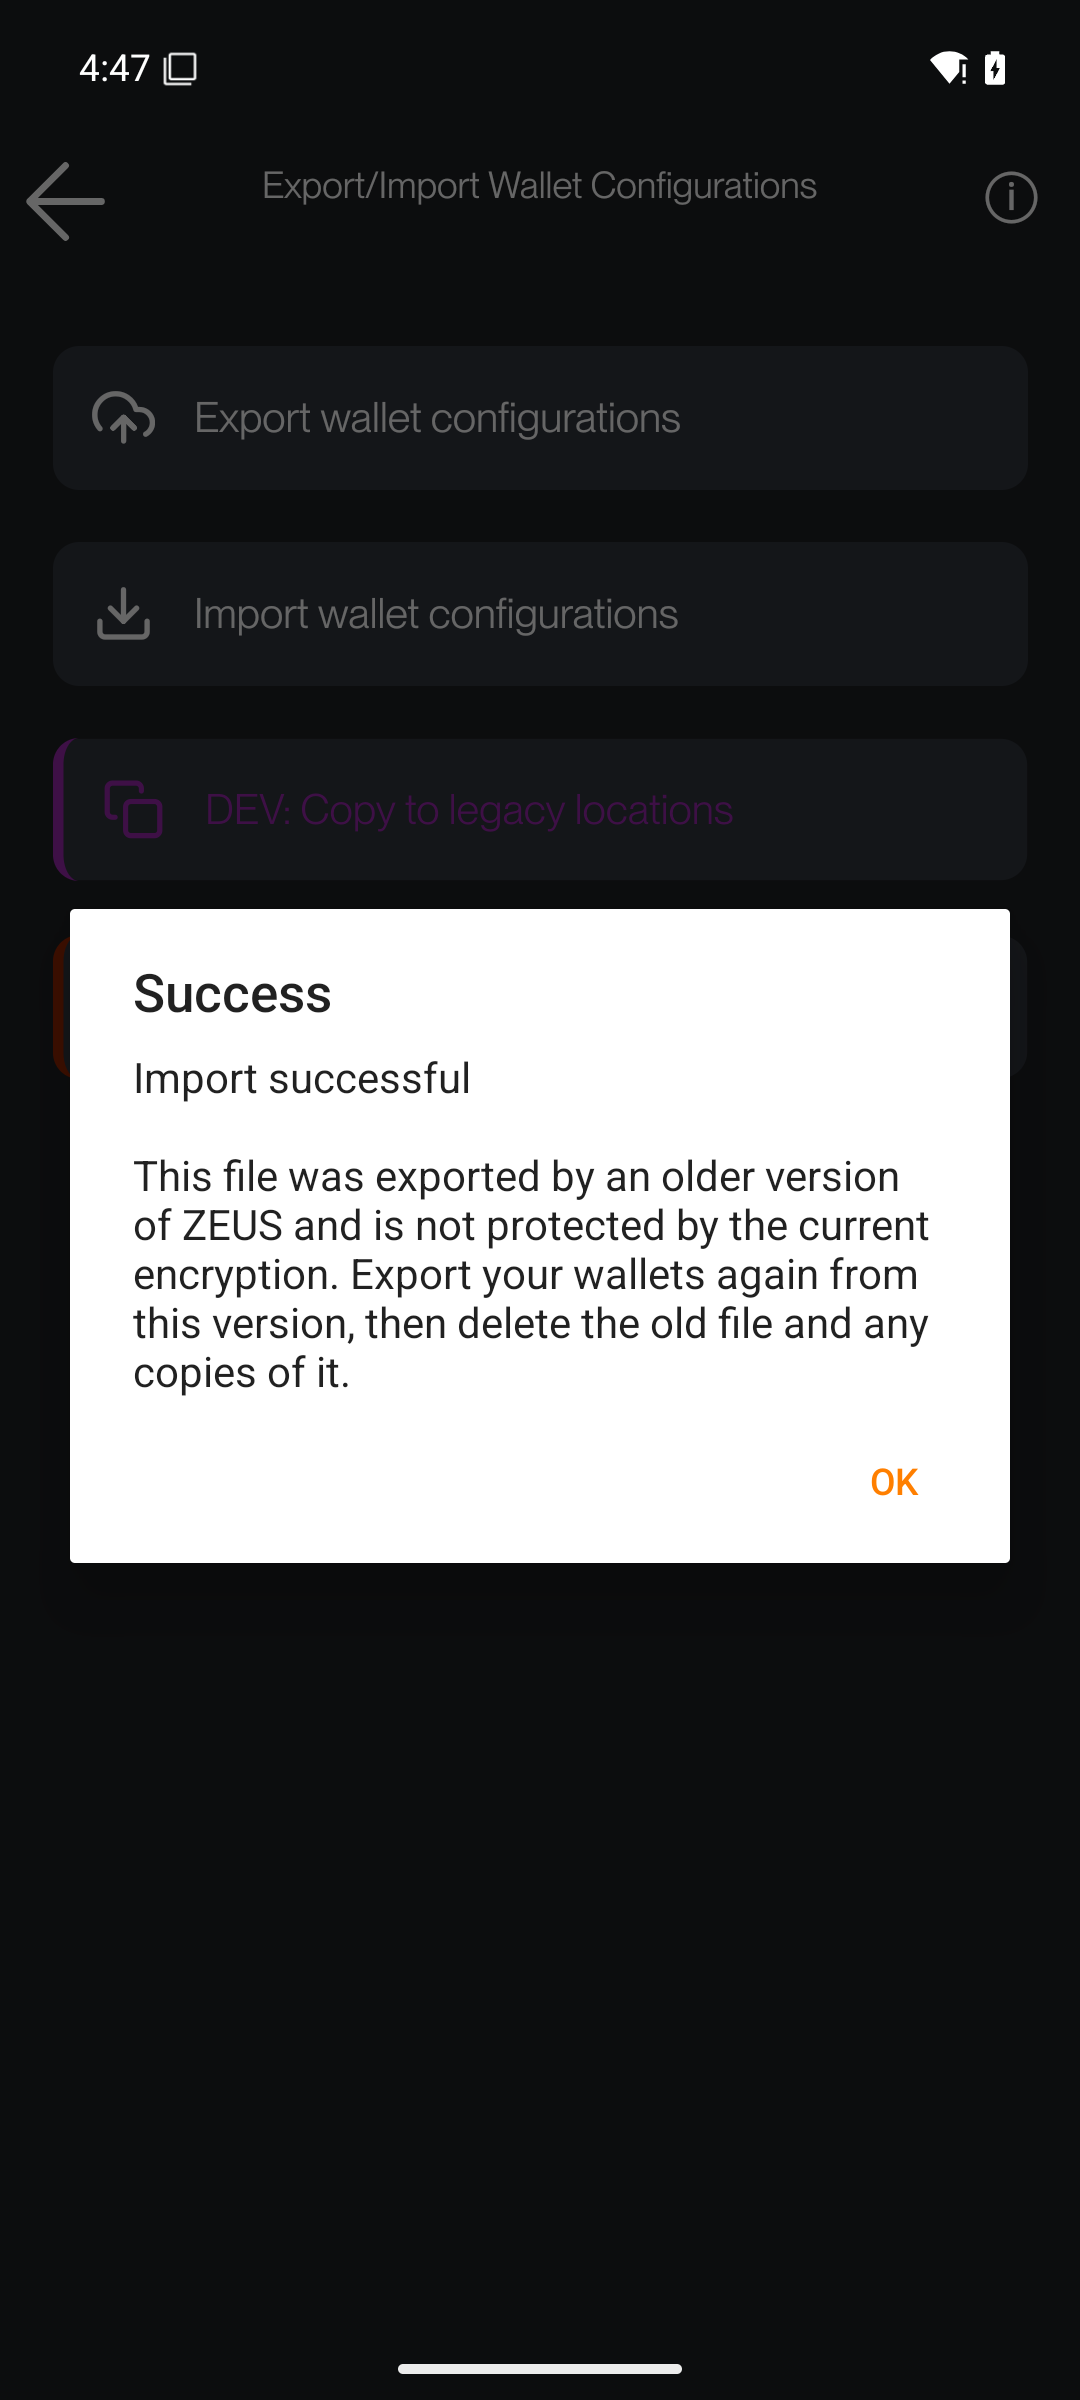 4:47
Export/Import Wallet Configurations
Export wallet configurations
Import wallet configurations
DEV: Copy to legacy locations
Success
Import successful
This file was exported by an older version
of ZEUS and is not protected by the current
encryption. Export your wallets again from
this version, then delete the old file and any
copies of it.
OK